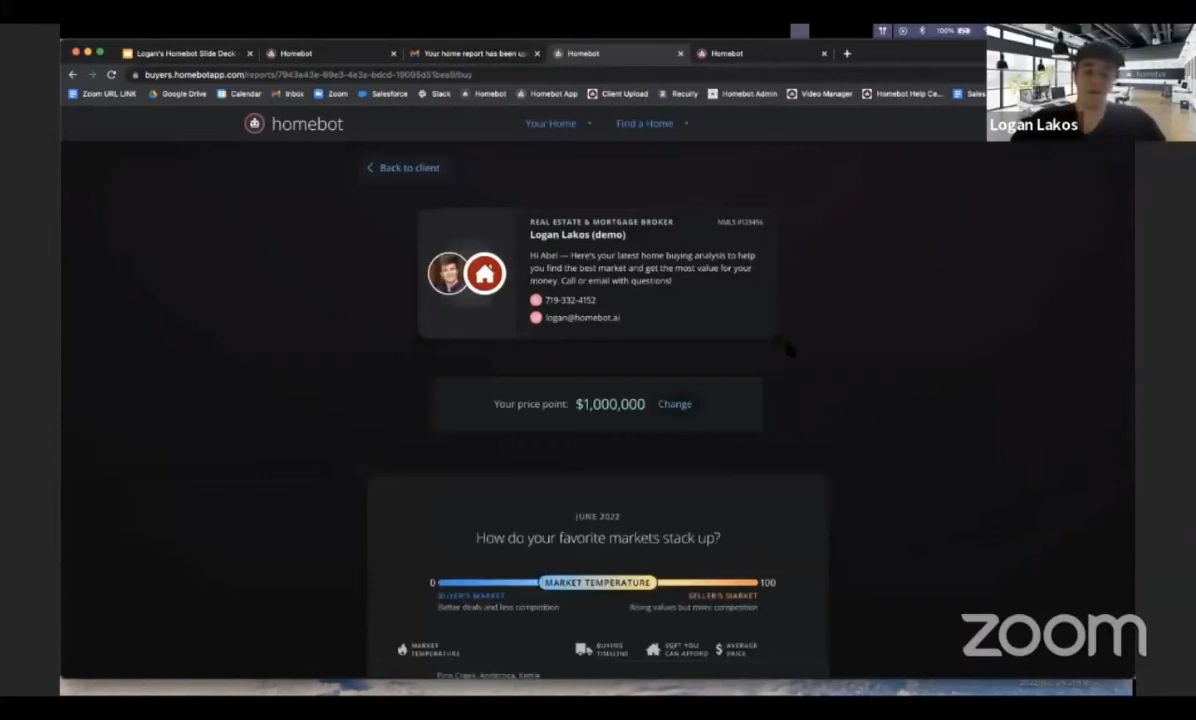 100%
Logan's Homebot Slide Deck
Homebot
Your home report has been up
Homebot
Homebot
buyers.homebotapp.com/reports/7943e43e-69e3-4e3a-bdcd-19095d51bea9/buy
Zoom URL LINK
Google Drive
Calendar
Inbox
Zoom
Salesforce
Slack
Homebot
Homebot App
Client Upload
Recurly
Homebot Admin
Video Manager
Homebot Help Ce...
Sales
homebot
Logan Lakos
homebot
Your Home
Find a Home
Back to client
REAL ESTATE & MORTGAGE BROKER
NMLS #123456
Logan Lakos (demo)
Hi Abe! — Here's your latest home buying analysis to help
you find the best market and get the most value for your
money. Call or email with questions!
719-332-4152
logan@homebot.ai
Your price point: $1,000,000 Change
JUNE 2022
How do your favorite markets stack up?
0 MARKET TEMPERATURE 100
BUYER'S MARKET
SELLER'S MARKET
Better deals and less competition
Rising values but more competition
MARKET
TEMPERATURE
BUYING
TIMELINE
SQFT YOU
CAN AFFORD
AVERAGE
PRICE
zoom